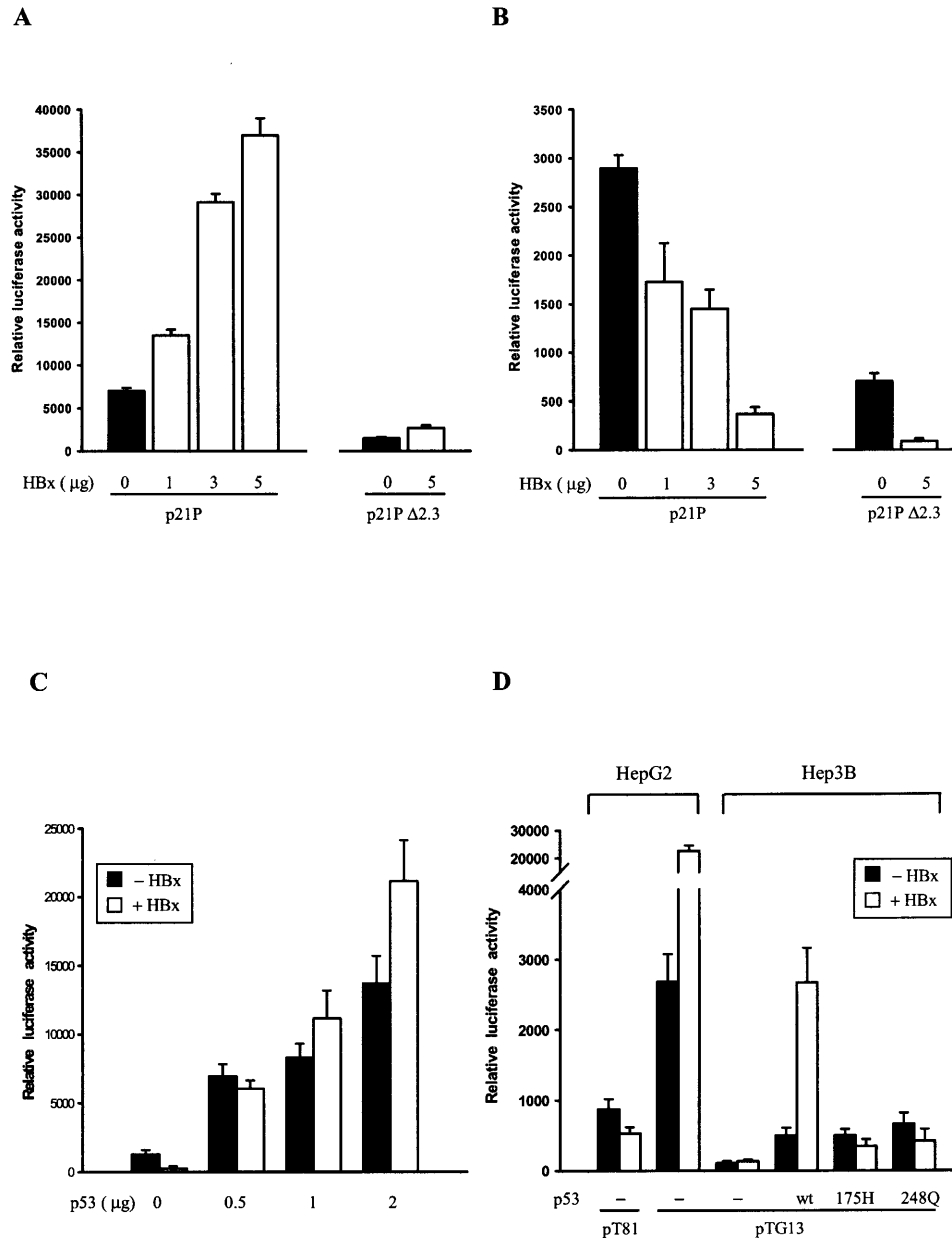 A
B
Relative luciferase activity
40000
35000
30000
25000
20000
15000
10000
5000
0
HBx ( μg) 0 1 3 5 0 5
p21P p21P Δ2.3
Relative luciferase activity
3500
3000
2500
2000
1500
1000
500
0
HBx ( μg) 0 1 3 5 0 5
p21P p21P Δ2.3
C
D
Relative luciferase activity
25000
20000
15000
10000
5000
0
– HBx
+ HBx
p53 ( μg) 0 0.5 1 2
HepG2 Hep3B
Relative luciferase activity
30000
20000
4000
3000
2000
1000
0
– HBx
+ HBx
p53 – – – wt 175H 248Q
pT81 pTG13